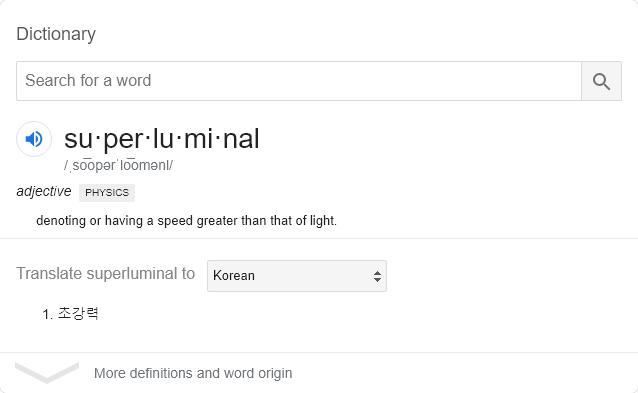 Dictionary
Search for a word
su·per·lu·mi·nal
/ˌso͞opərˈlo͞omənl/
adjective PHYSICS
denoting or having a speed greater than that of light.
Translate superluminal to Korean
1. 초강력
More definitions and word origin